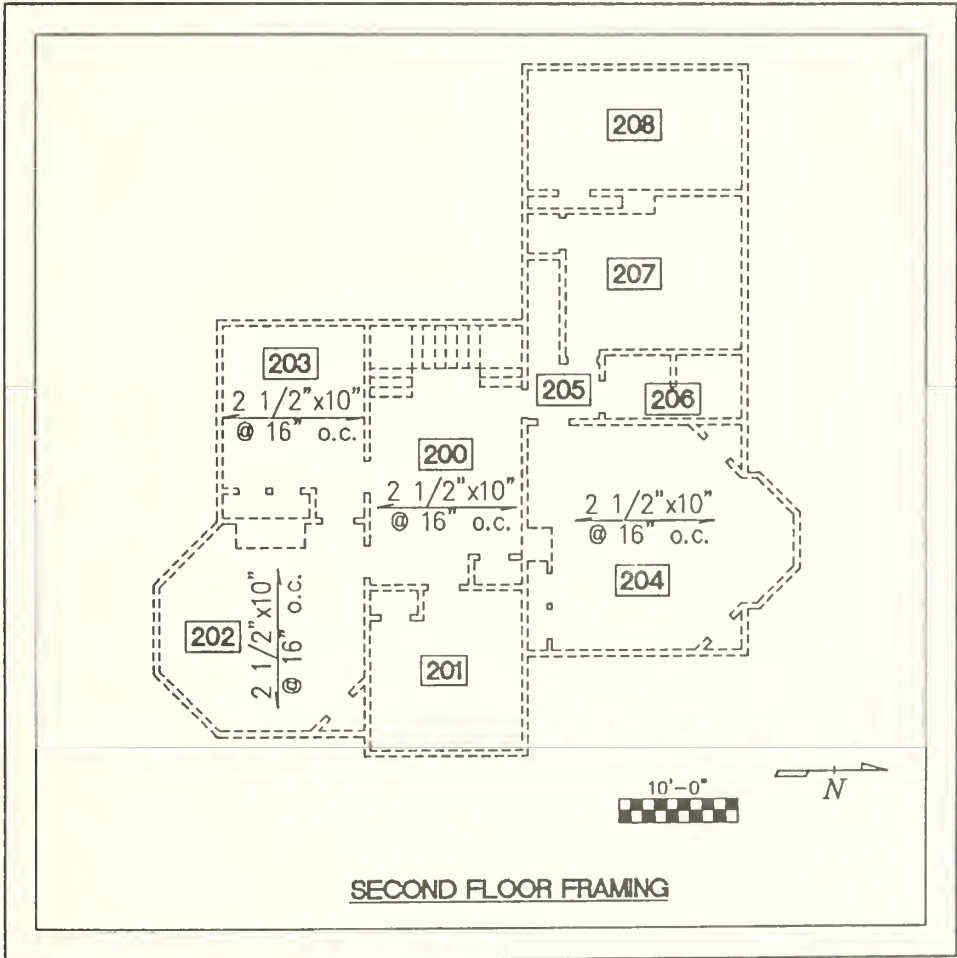 208
207
203
2 1/2"x10"
@ 16" o.c.
205
206
200
2 1/2"x10"
@ 16" o.c.
2 1/2"x10"
@ 16" o.c.
204
202
2 1/2"x10"
@ 16" o.c.
201
10'-0"
N
SECOND FLOOR FRAMING